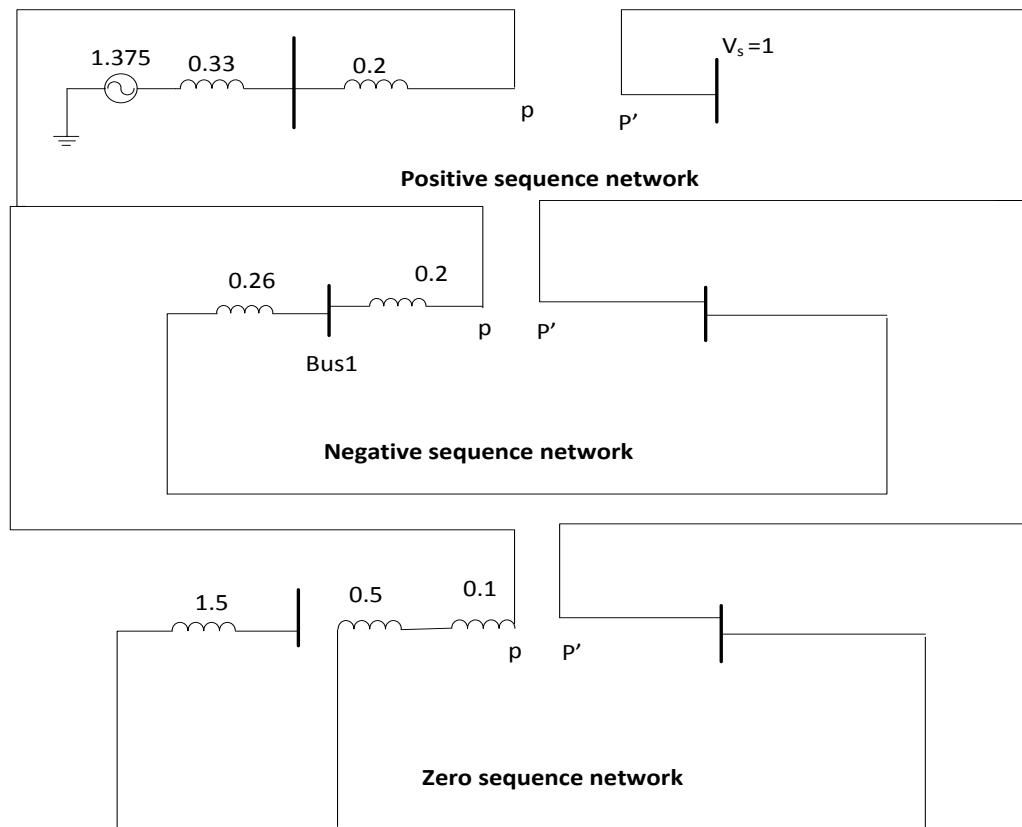 V_s =1
1.375
0.33
0.2
p
P’
Positive sequence network
0.26
0.2
p
P’
Bus1
Negative sequence network
1.5
0.5
0.1
p
P’
Zero sequence network